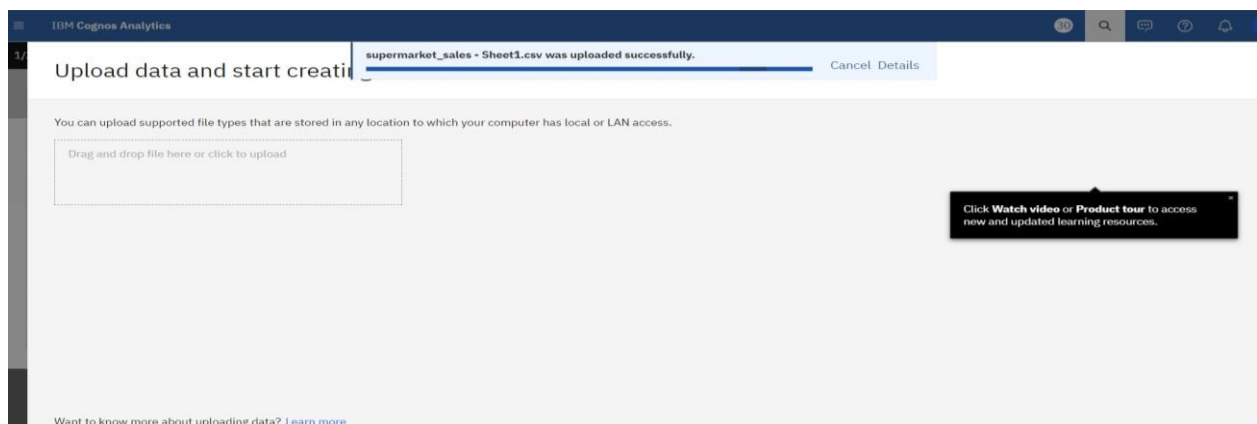 IBM Cognos Analytics
30
1/
supermarket_sales - Sheet1.csv was uploaded successfully.
Cancel Details
Upload data and start creatin
You can upload supported file types that are stored in any location to which your computer has local or LAN access.
Drag and drop file here or click to upload
Click Watch video or Product tour to access
new and updated learning resources.
Want to know more about uploading data? Learn more